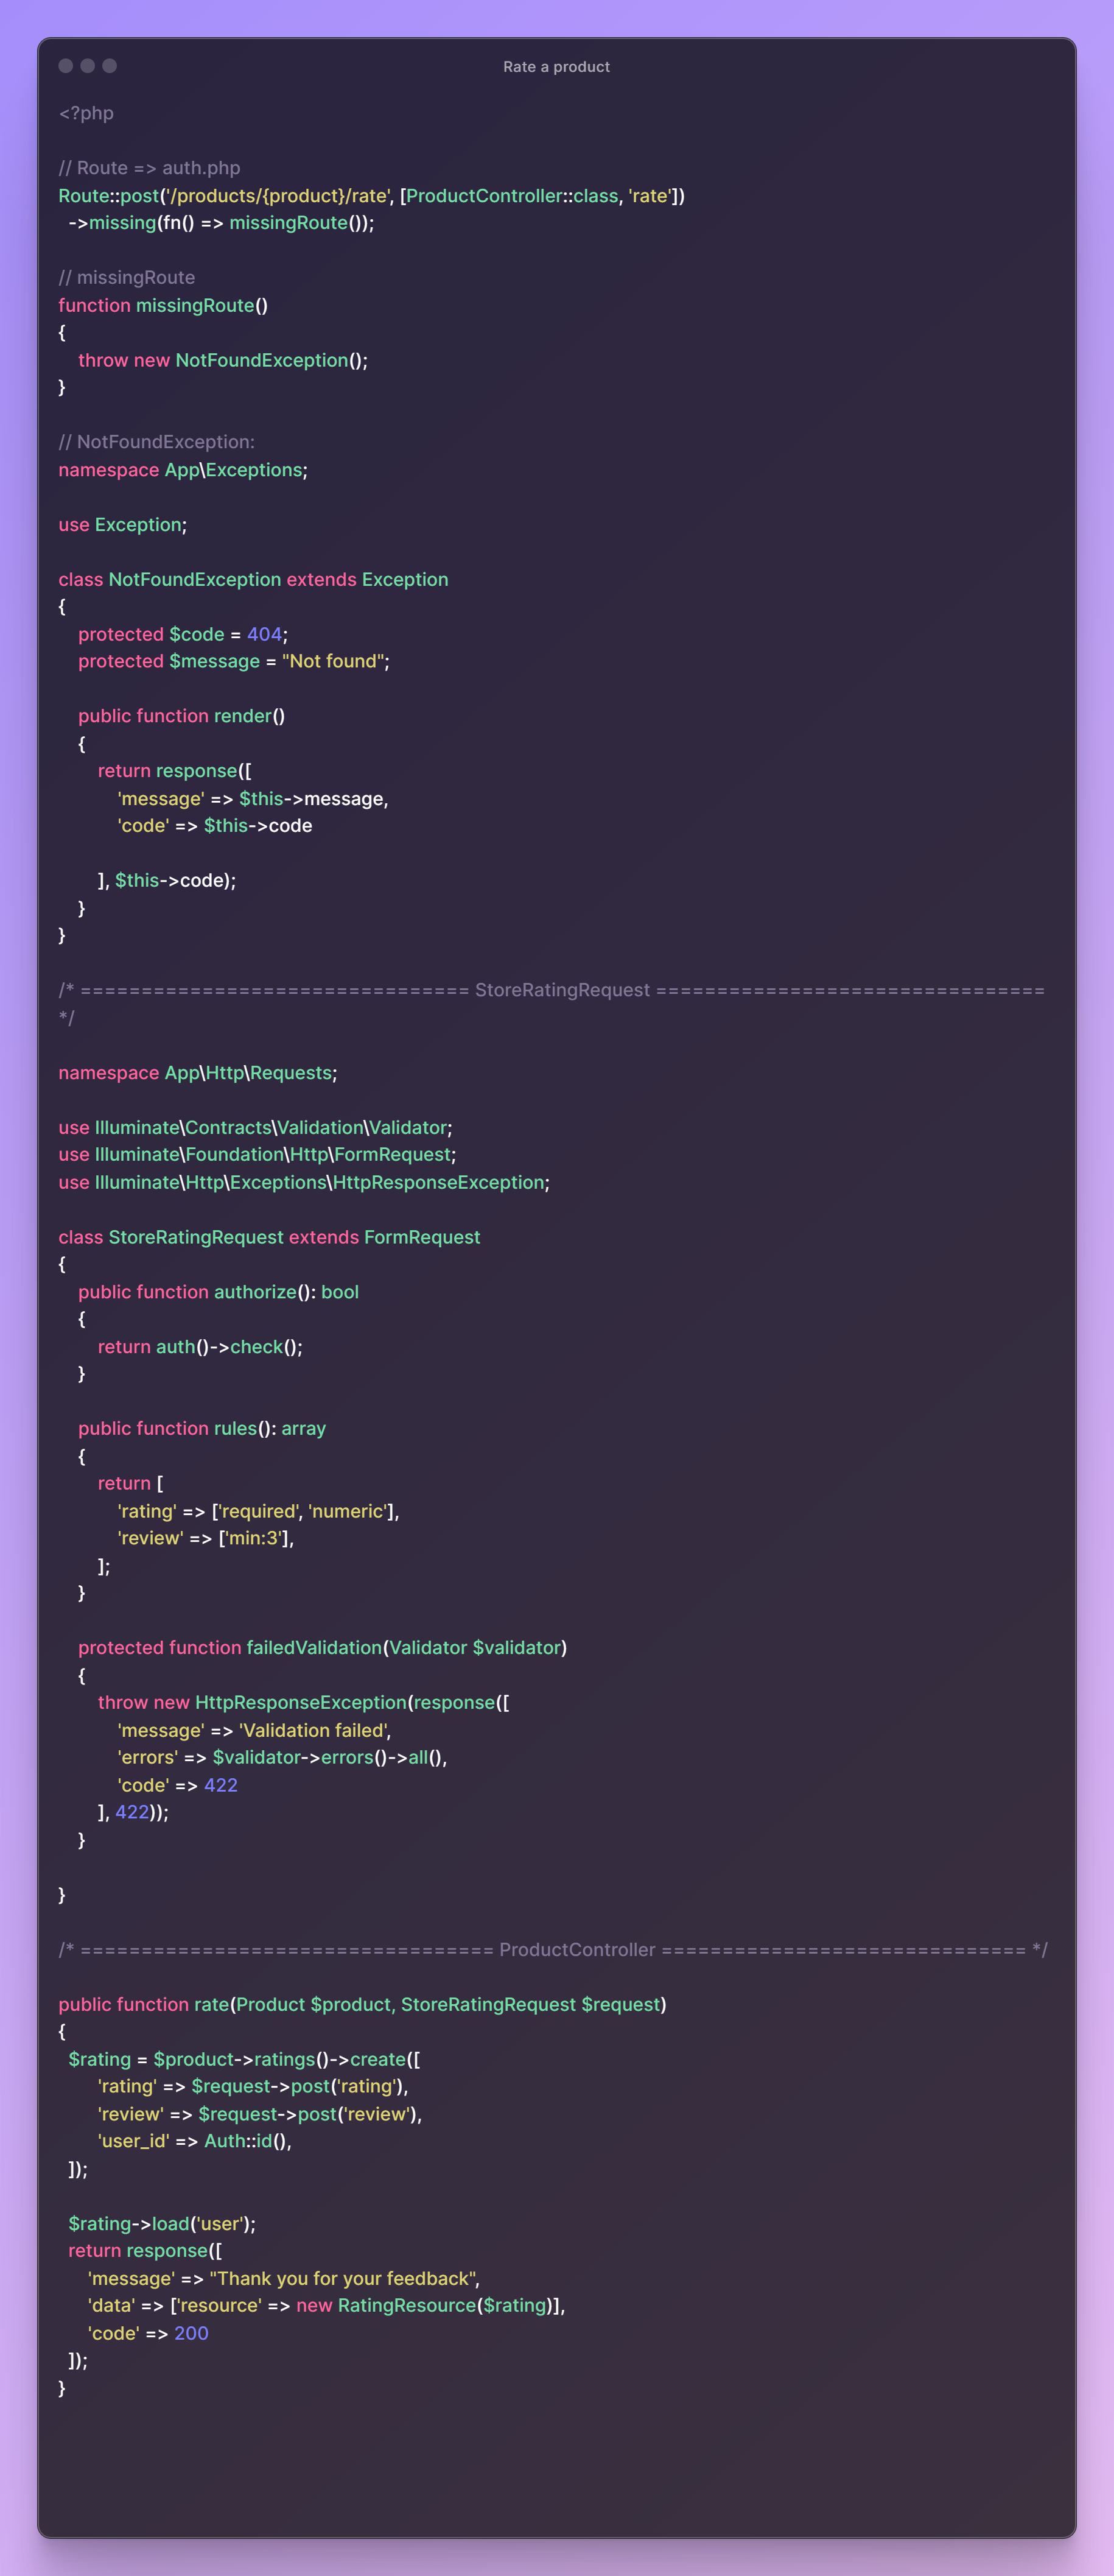 Rate a product
<?php
// Route => auth.php
Route::post('/products/{product}/rate', [ProductController::class, 'rate'])
  ->missing(fn() => missingRoute());
// missingRoute
function missingRoute()
{
    throw new NotFoundException();
}
// NotFoundException:
namespace App\Exceptions;
use Exception;
class NotFoundException extends Exception
{
    protected $code = 404;
    protected $message = "Not found";
    public function render()
    {
        return response([
            'message' => $this->message,
            'code' => $this->code
        ], $this->code);
    }
}
/* ================================ StoreRatingRequest ================================
*/
namespace App\Http\Requests;
use Illuminate\Contracts\Validation\Validator;
use Illuminate\Foundation\Http\FormRequest;
use Illuminate\Http\Exceptions\HttpResponseException;
class StoreRatingRequest extends FormRequest
{
    public function authorize(): bool
    {
        return auth()->check();
    }
    public function rules(): array
    {
        return [
            'rating' => ['required', 'numeric'],
            'review' => ['min:3'],
        ];
    }
    protected function failedValidation(Validator $validator)
    {
        throw new HttpResponseException(response([
            'message' => 'Validation failed',
            'errors' => $validator->errors()->all(),
            'code' => 422
        ], 422));
    }
}
/* ================================== ProductController ============================== */
public function rate(Product $product, StoreRatingRequest $request)
{
  $rating = $product->ratings()->create([
        'rating' => $request->post('rating'),
        'review' => $request->post('review'),
        'user_id' => Auth::id(),
  ]);
  $rating->load('user');
  return response([
      'message' => "Thank you for your feedback",
      'data' => ['resource' => new RatingResource($rating)],
      'code' => 200
  ]);
}